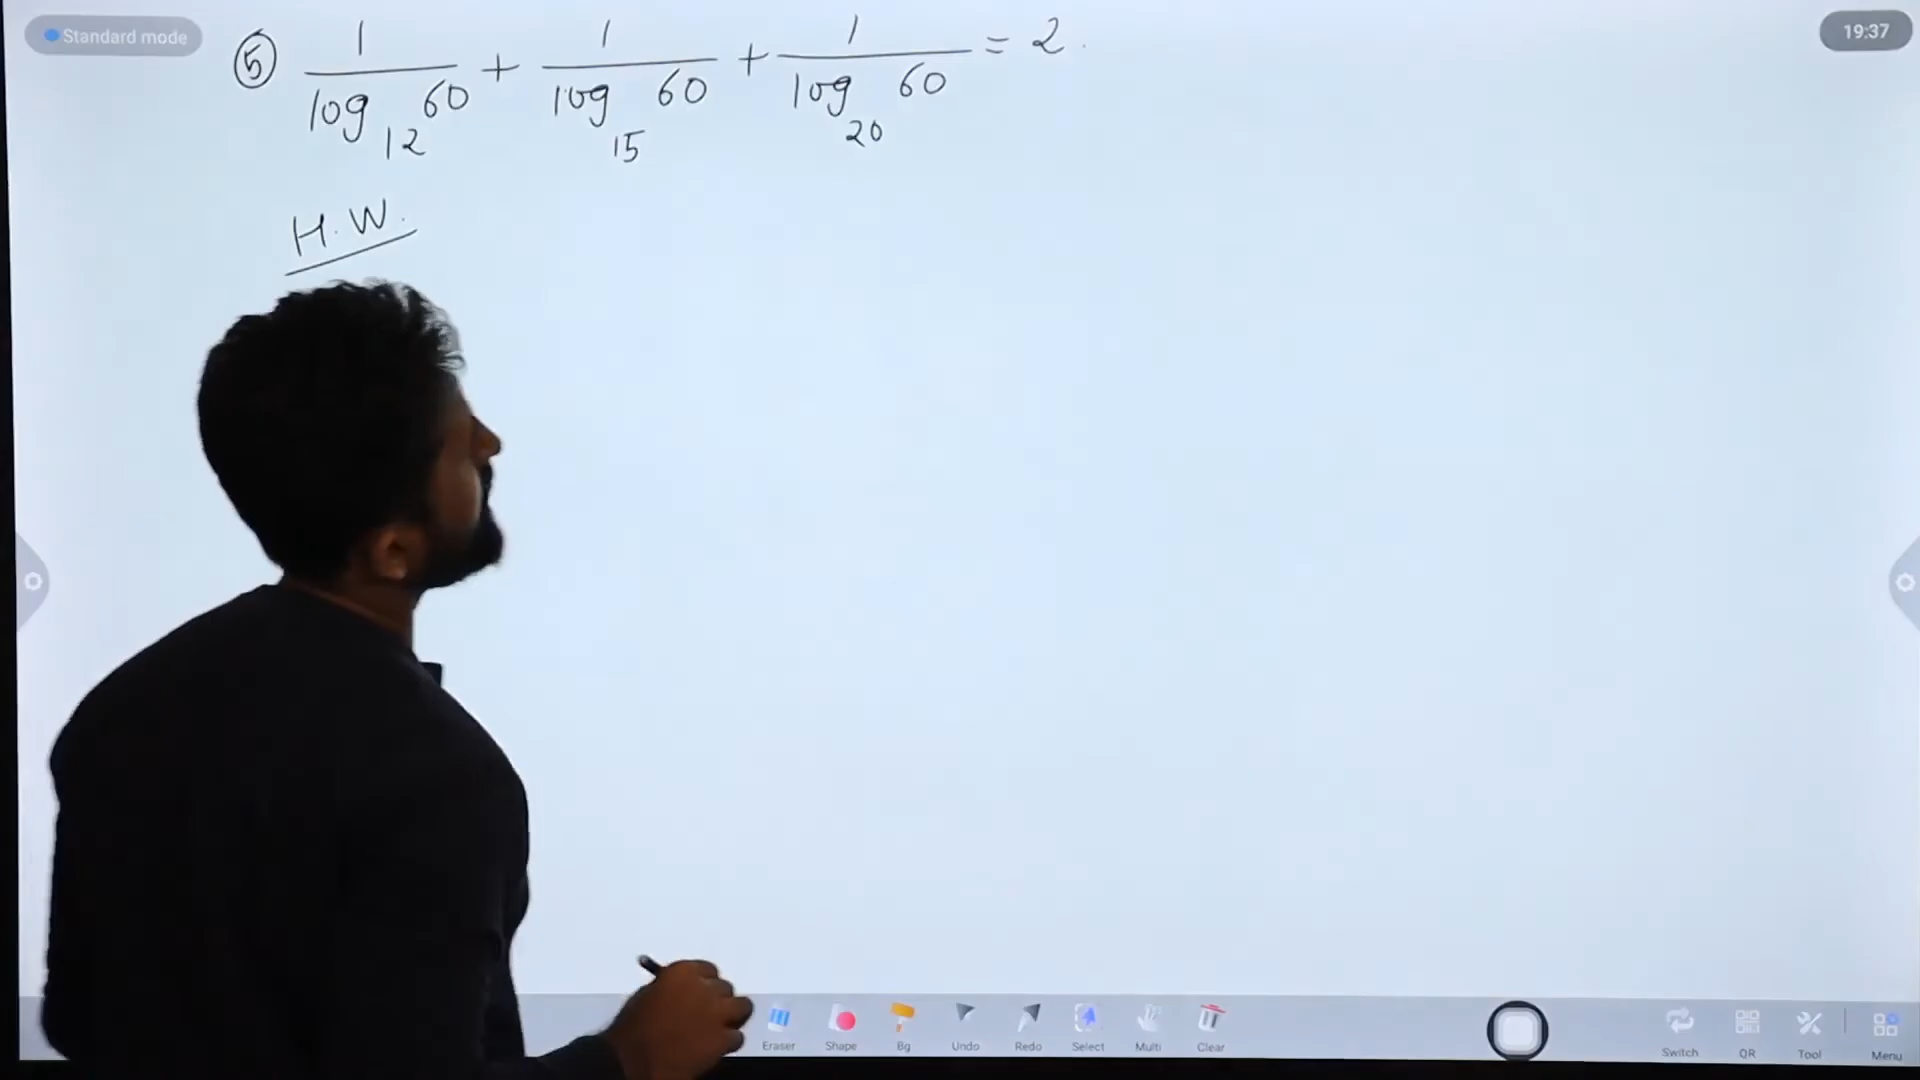 Standard mode
19:37
⑤ 1/log₁₂ 60 + 1/log₁₅ 60 + 1/log₂₀ 60 = 2.
H.W.
Eraser Shape Bg Undo Redo Select Multi Clear Switch QR Tool Menu